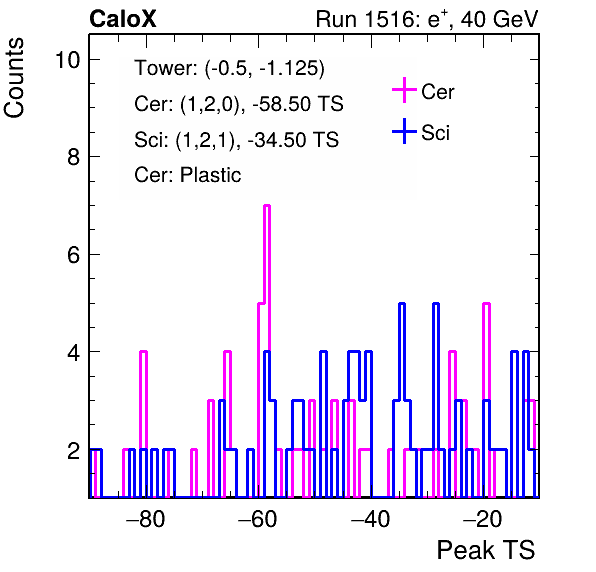 CaloX Run 1516: e⁺, 40 GeV
Counts
Tower: (-0.5, -1.125)
Cer: (1,2,0), -58.50 TS
Sci: (1,2,1), -34.50 TS
Cer: Plastic
Cer
Sci
10
8
6
4
2
−80 −60 −40 −20
Peak TS